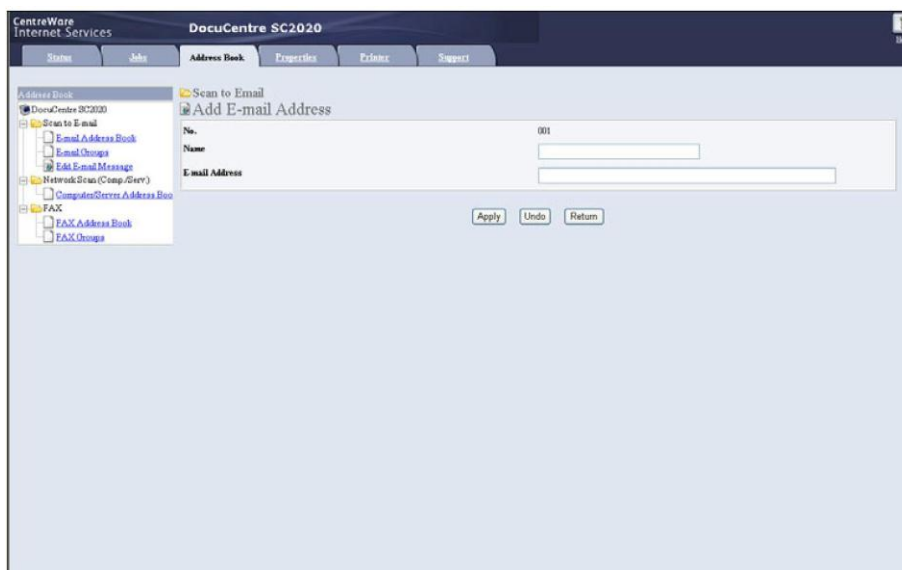 CentreWare
Internet Services
DocuCentre SC2020
Status
Jobs
Address Book
Properties
Printer
Support
Address Book
DocuCentre SC2020
Scan to E-mail
E-mail Address Book
E-mail Groups
Edit E-mail Message
Network Scan (Comp./Serv.)
Computer/Server Address Boo
FAX
FAX Address Book
FAX Groups
Scan to Email
Add E-mail Address
No.
001
Name
E-mail Address
Apply
Undo
Return